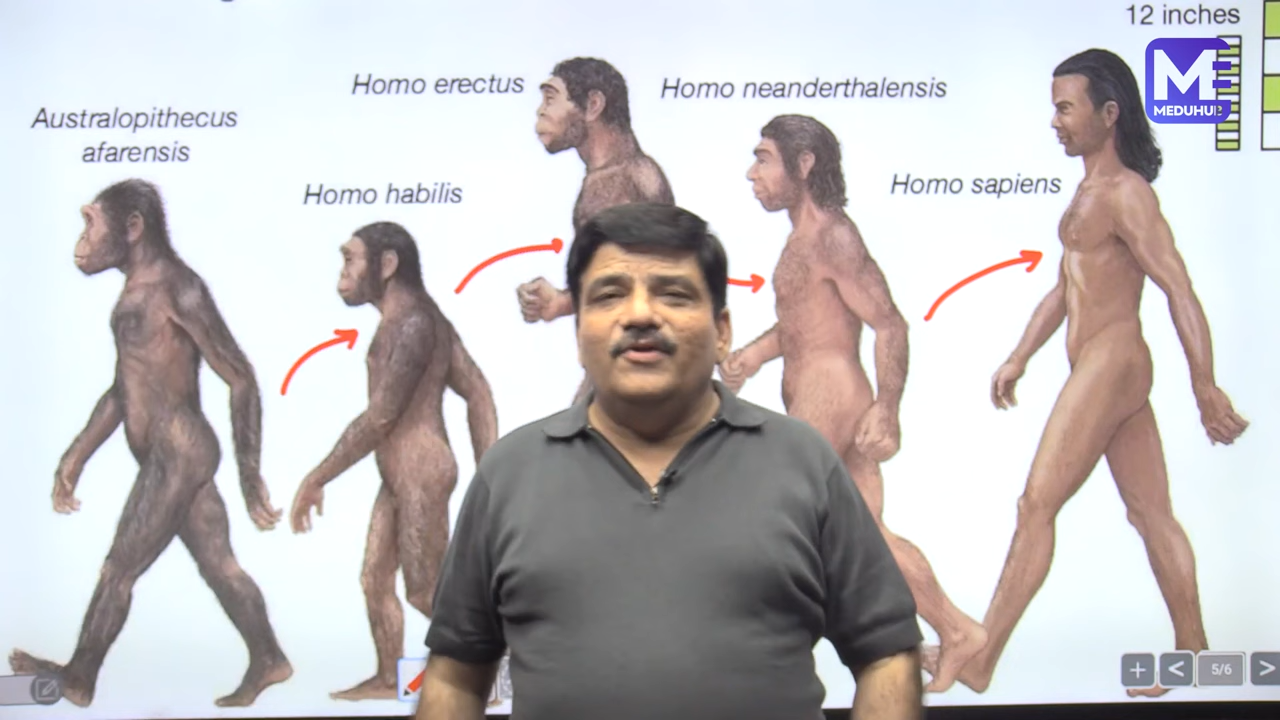 12 inches
MEDUHUB
Homo erectus
Homo neanderthalensis
Australopithecus
afarensis
Homo habilis
Homo sapiens
5/6